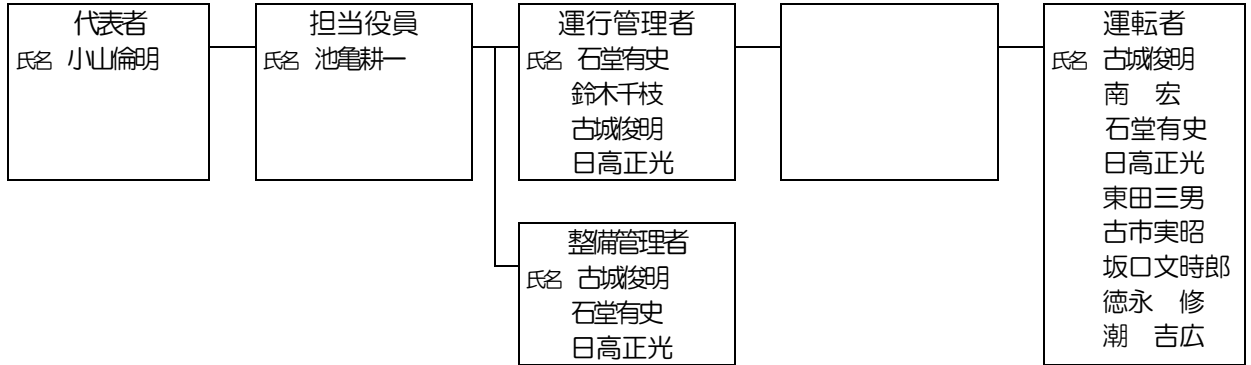 代表者
氏名 小山倫明
担当役員
氏名 池亀耕一
運行管理者
氏名 石堂有史
鈴木千枝
古城俊明
日高正光
整備管理者
氏名 古城俊明
石堂有史
日高正光
運転者
氏名 古城俊明
南　宏
石堂有史
日高正光
東田三男
古市実昭
坂口文時郎
徳永　修
潮　吉広